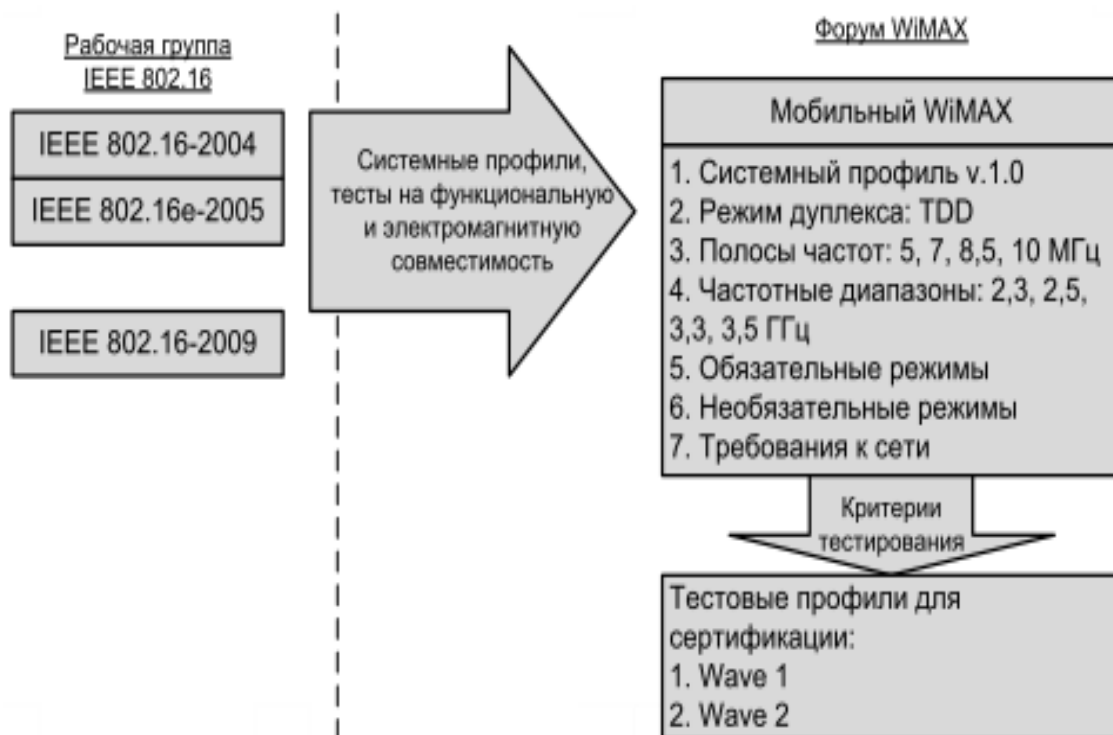 Рабочая группа
IEEE 802.16
IEEE 802.16-2004
IEEE 802.16e-2005
IEEE 802.16-2009
Системные профили,
тесты на функциональную
и электромагнитную
совместимость
Форум WiMAX
Мобильный WiMAX
1. Системный профиль v.1.0
2. Режим дуплекса: TDD
3. Полосы частот: 5, 7, 8,5, 10 МГц
4. Частотные диапазоны: 2,3, 2,5,
3,3, 3,5 ГГц
5. Обязательные режимы
6. Необязательные режимы
7. Требования к сети
Критерии
тестирования
Тестовые профили для
сертификации:
1. Wave 1
2. Wave 2